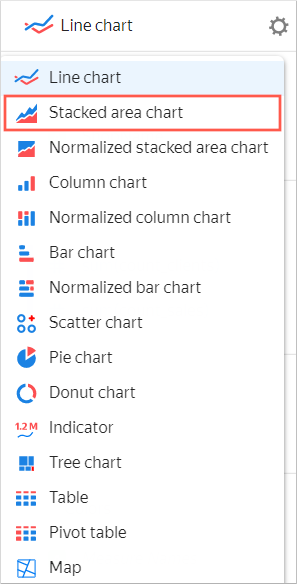 Line chart
Line chart
Stacked area chart
Normalized stacked area chart
Column chart
Normalized column chart
Bar chart
Normalized bar chart
Scatter chart
Pie chart
Donut chart
1.2 M Indicator
Tree chart
Table
Pivot table
Map